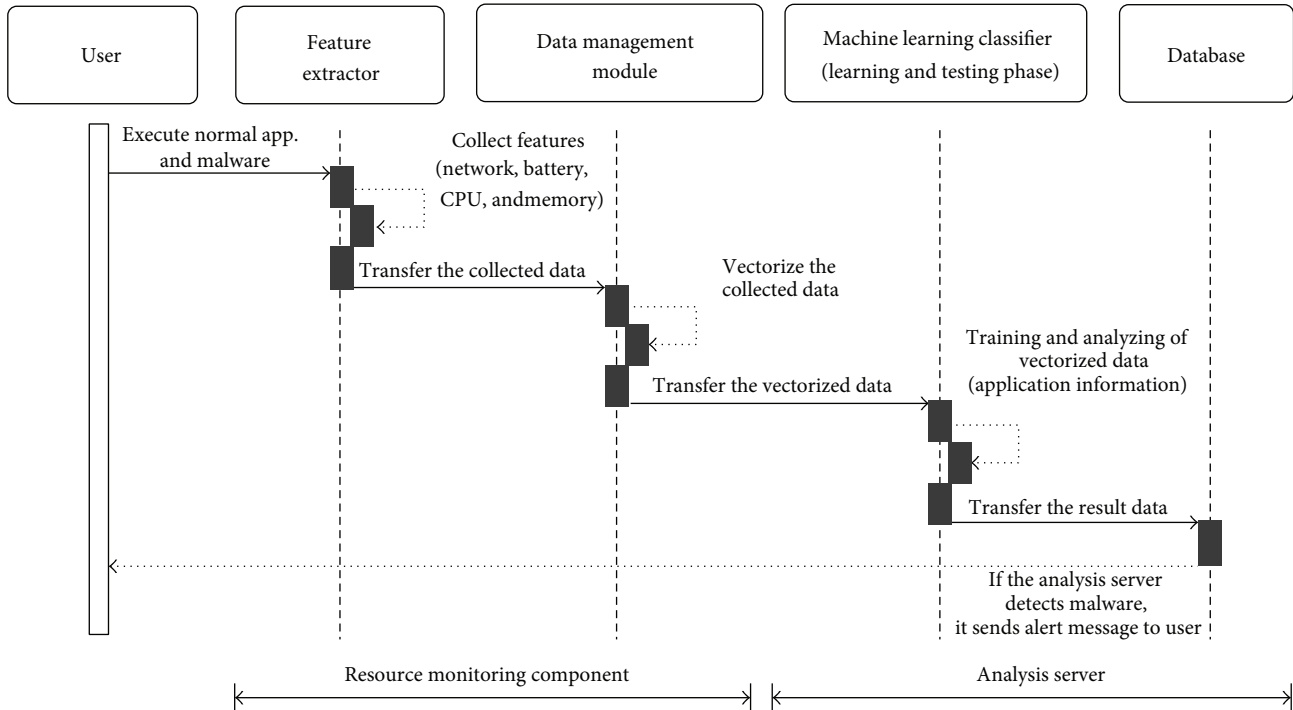 User
Feature
extractor
Data management
module
Machine learning classifier
(learning and testing phase)
Database
Execute normal app.
and malware
Collect features
(network, battery,
CPU, andmemory)
Transfer the collected data
Vectorize the
collected data
Transfer the vectorized data
Training and analyzing of
vectorized data
(application information)
Transfer the result data
If the analysis server
detects malware,
it sends alert message to user
Resource monitoring component
Analysis server